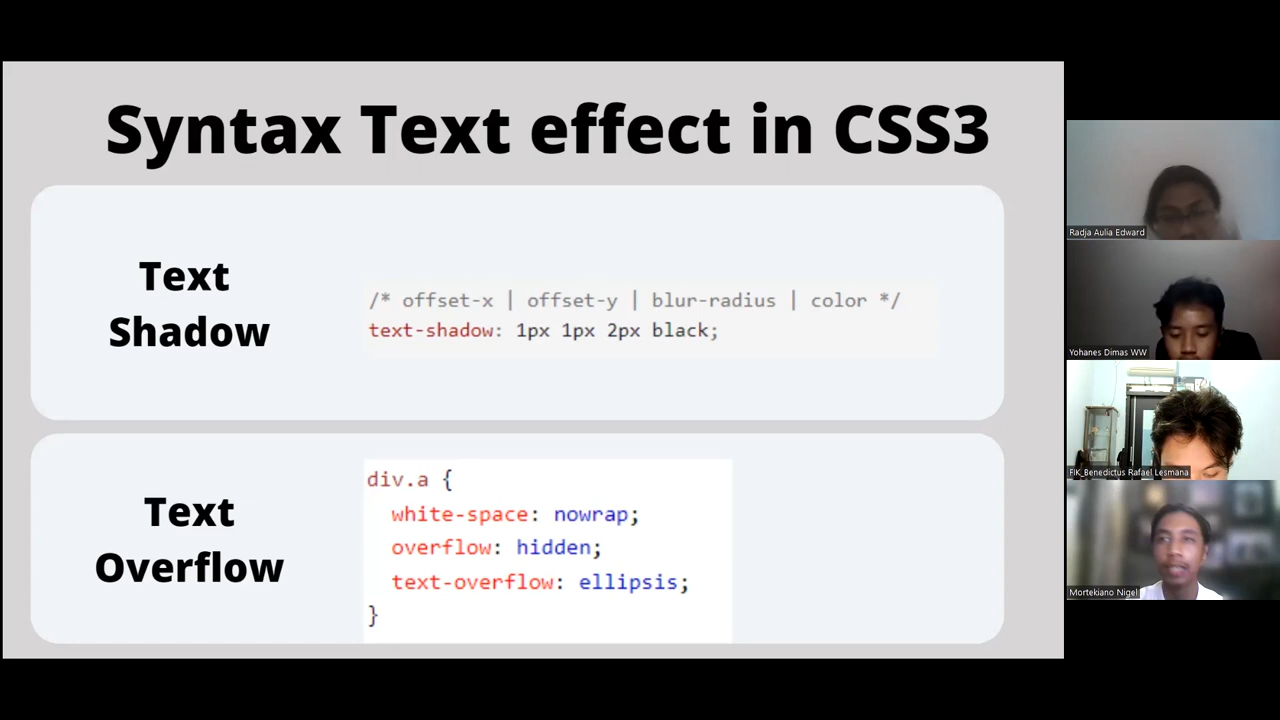 Syntax Text effect in CSS3
Text
Shadow
/* offset-x | offset-y | blur-radius | color */
text-shadow: 1px 1px 2px black;
Text
Overflow
div.a {
white-space: nowrap;
overflow: hidden;
text-overflow: ellipsis;
}
Radja Aulia Edward
Yohanes Dimas WW
FIK_Benedictus Rafael Lesmana
Mortekiano Nigel